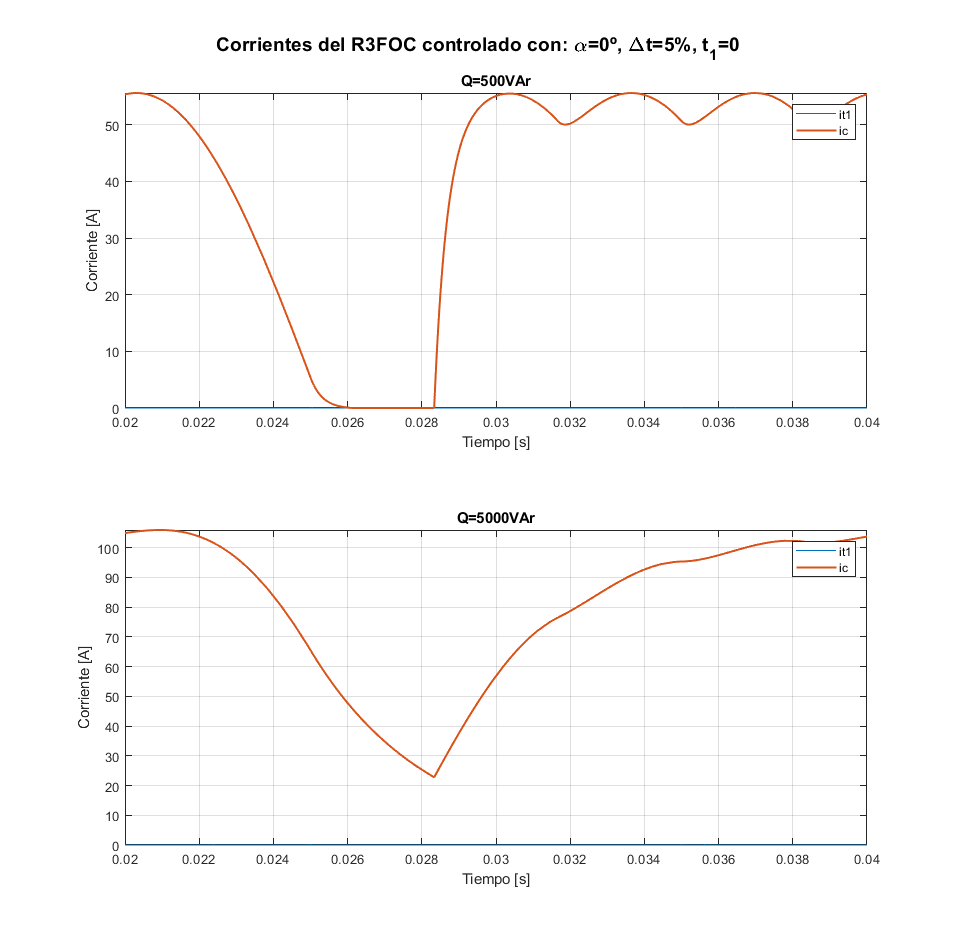 Corrientes del R3FOC controlado con: α=0º, Δt=5%, t₁=0
Q=500VAr
it1
ic
50
40
30
20
10
0
Corriente [A]
0.02 0.022 0.024 0.026 0.028 0.03 0.032 0.034 0.036 0.038 0.04
Tiempo [s]
Q=5000VAr
it1
ic
100
90
80
70
60
50
40
30
20
10
0
Corriente [A]
0.02 0.022 0.024 0.026 0.028 0.03 0.032 0.034 0.036 0.038 0.04
Tiempo [s]